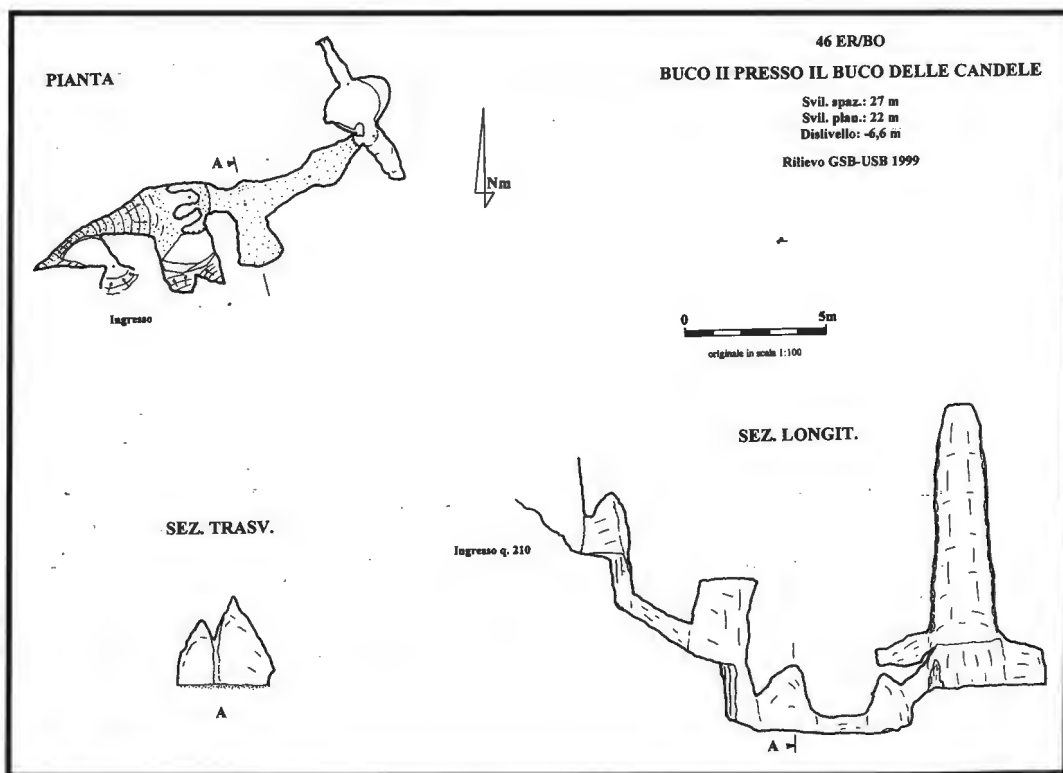 46 ER/BO
BUCO II PRESSO IL BUCO DELLE CANDELE
Svil. spaz.: 27 m
Svil. plan.: 22 m
Dislivello: -6,6 m
Rilievo GSB-USB 1999
PIANTA
A
Nm
Ingresso
0 5m
originale in scala 1:100
SEZ. LONGIT.
Ingresso q. 210
A
SEZ. TRASV.
A